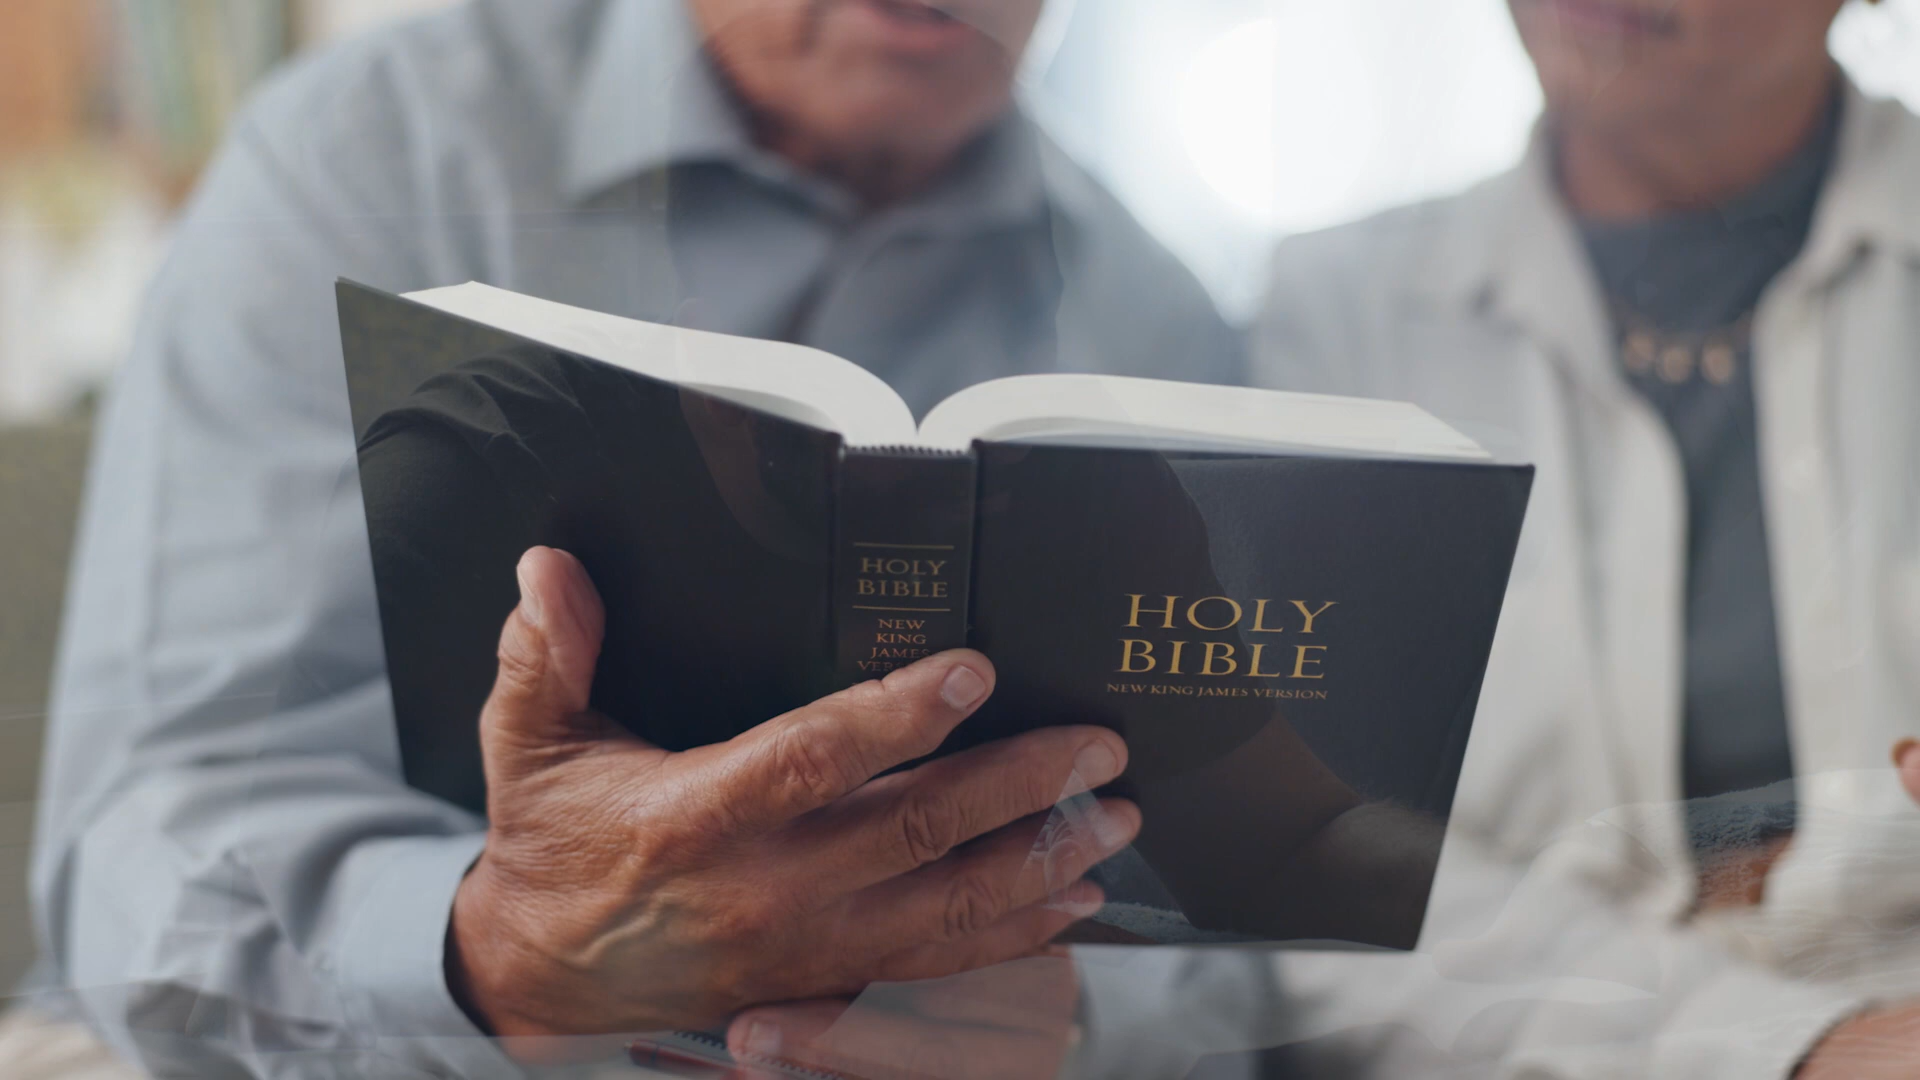 HOLY
BIBLE
NEW
KING
JAMES
HOLY
BIBLE
NEW KING JAMES VERSION